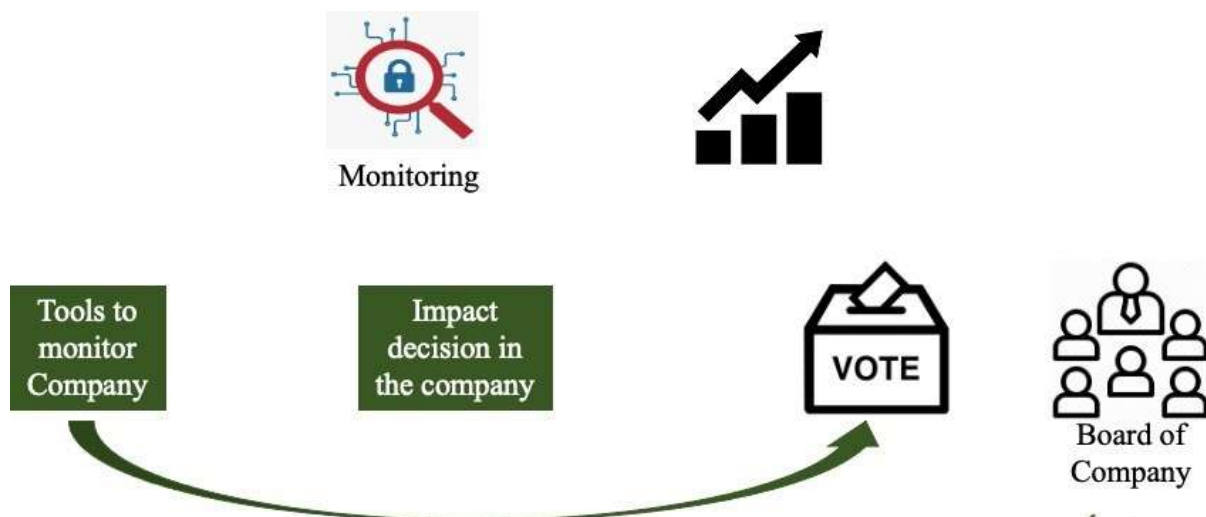 Monitoring
Tools to
monitor
Company
Impact
decision in
the company
VOTE
Board of
Company